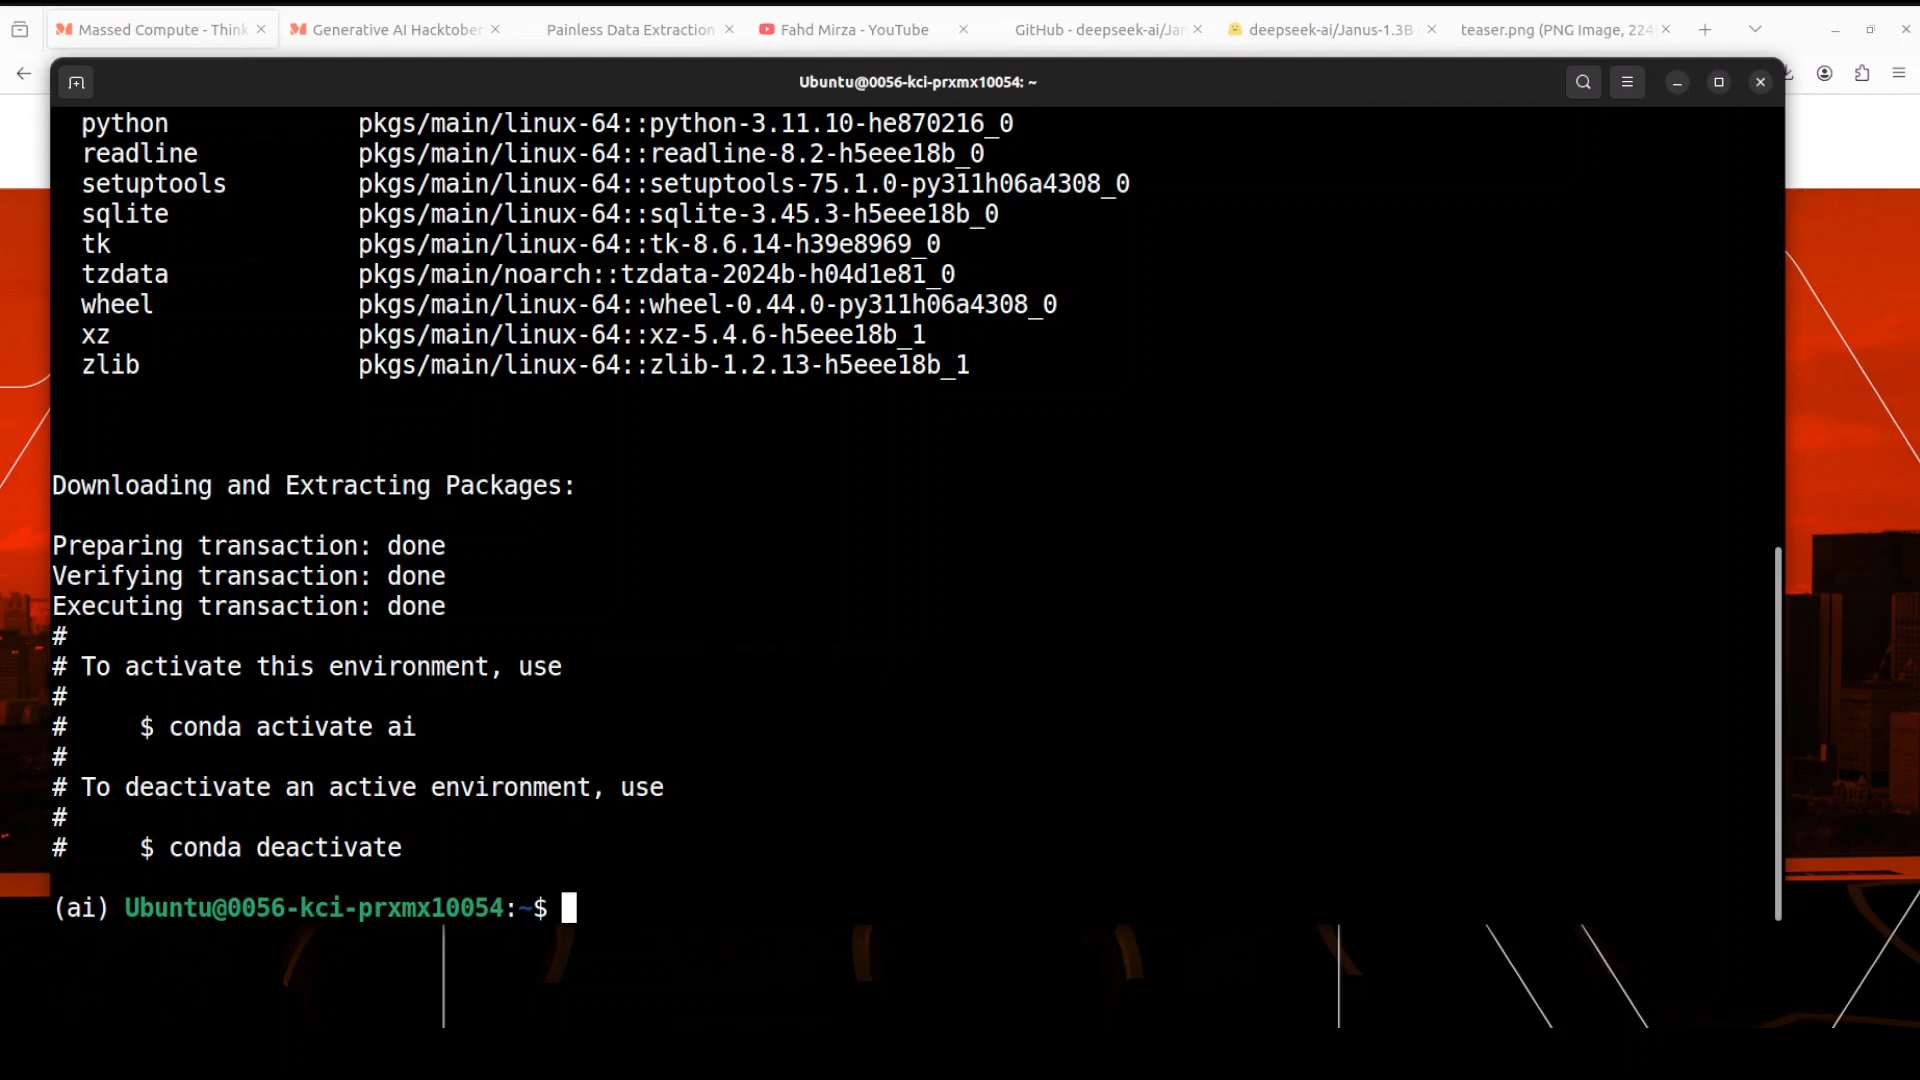 Massed Compute - Think
Generative AI Hacktober
Painless Data Extraction
Fahd Mirza - YouTube
GitHub - deepseek-ai/Jan
deepseek-ai/Janus-1.3B
teaser.png (PNG Image, 224
Ubuntu@0056-kci-prxmx10054: ~
python pkgs/main/linux-64::python-3.11.10-he870216_0
readline pkgs/main/linux-64::readline-8.2-h5eee18b_0
setuptools pkgs/main/linux-64::setuptools-75.1.0-py311h06a4308_0
sqlite pkgs/main/linux-64::sqlite-3.45.3-h5eee18b_0
tk pkgs/main/linux-64::tk-8.6.14-h39e8969_0
tzdata pkgs/main/noarch::tzdata-2024b-h04d1e81_0
wheel pkgs/main/linux-64::wheel-0.44.0-py311h06a4308_0
xz pkgs/main/linux-64::xz-5.4.6-h5eee18b_1
zlib pkgs/main/linux-64::zlib-1.2.13-h5eee18b_1
Downloading and Extracting Packages:
Preparing transaction: done
Verifying transaction: done
Executing transaction: done
#
# To activate this environment, use
#
# $ conda activate ai
#
# To deactivate an active environment, use
#
# $ conda deactivate
(ai) Ubuntu@0056-kci-prxmx10054:~$